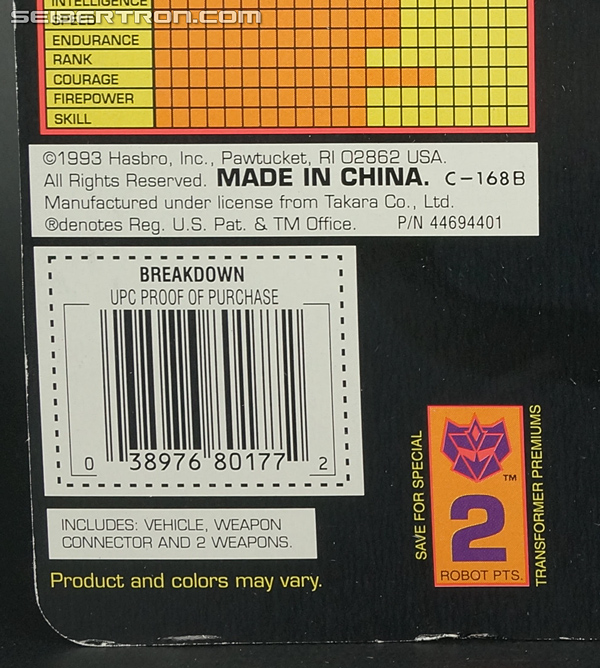 SEIBERTRON.COM
INTELLIGENCE
SPEED
ENDURANCE
RANK
COURAGE
FIREPOWER
SKILL
©1993 Hasbro, Inc., Pawtucket, RI 02862 USA.
All Rights Reserved. MADE IN CHINA. C-168B
Manufactured under license from Takara Co., Ltd.
®denotes Reg. U.S. Pat. & TM Office. P/N 44694401
BREAKDOWN
UPC PROOF OF PURCHASE
0 38976 80177 2
INCLUDES: VEHICLE, WEAPON
CONNECTOR AND 2 WEAPONS.
Product and colors may vary.
SAVE FOR SPECIAL
TM
2
ROBOT PTS.
TRANSFORMER PREMIUMS